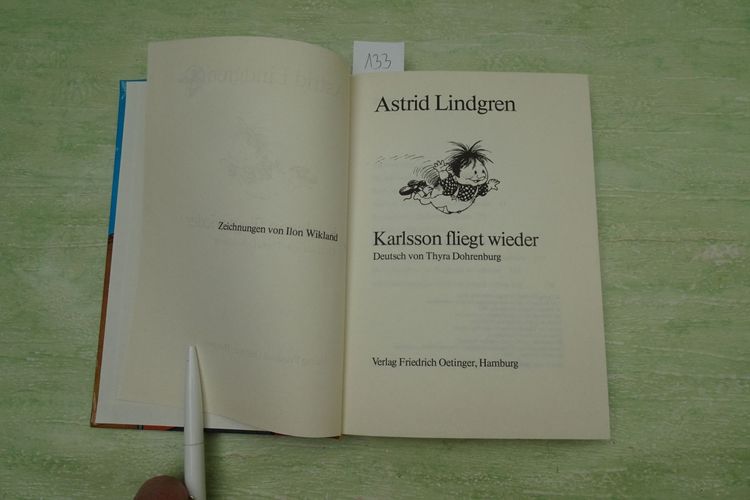 133
Zeichnungen von Ilon Wikland
Astrid Lindgren
Karlsson fliegt wieder
Deutsch von Thyra Dohrenburg
Verlag Friedrich Oetinger, Hamburg